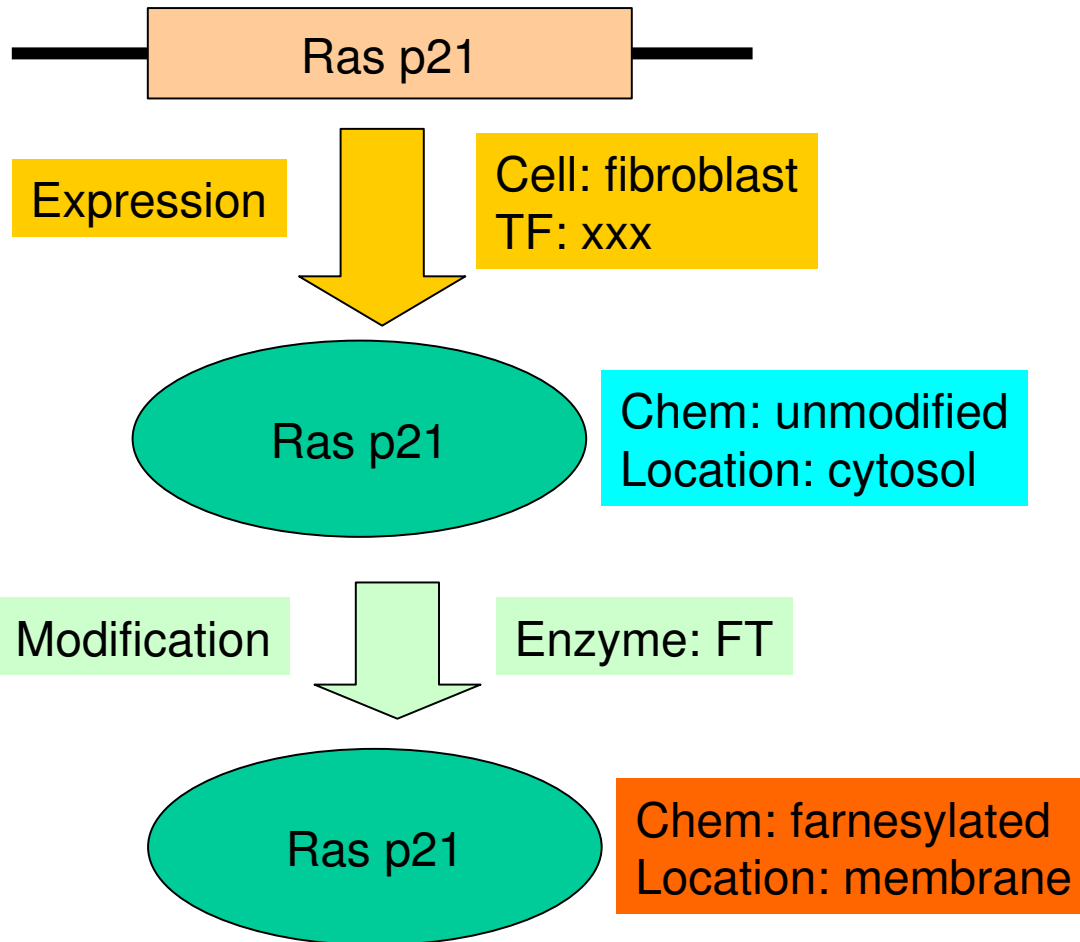 Ras p21
Expression
Cell: fibroblast
TF: xxx
Ras p21
Chem: unmodified
Location: cytosol
Modification
Enzyme: FT
Ras p21
Chem: farnesylated
Location: membrane